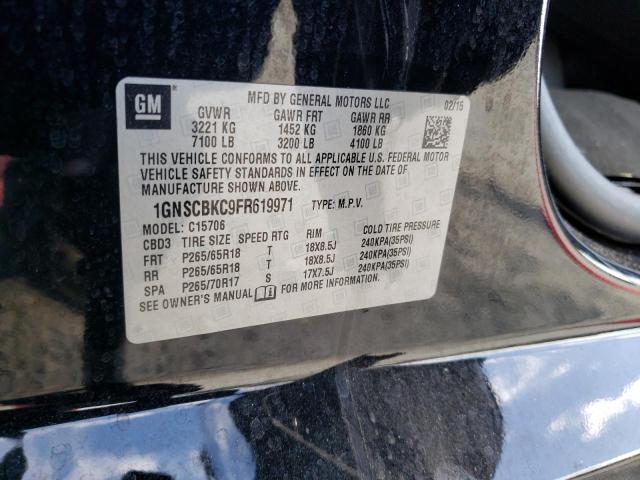 GM
MFD BY GENERAL MOTORS LLC 02/15
GVWR GAWR FRT GAWR RR
3221 KG 1452 KG 1860 KG
7100 LB 3200 LB 4100 LB
THIS VEHICLE CONFORMS TO ALL APPLICABLE U.S. FEDERAL MOTOR
VEHICLE SAFETY STANDARDS IN EFFECT ON THE DATE OF
MANUFACTURE SHOWN ABOVE.
1GNSCBKC9FR619971 TYPE: M.P.V.
MODEL: C15706
CBD3 TIRE SIZE SPEED RTG RIM COLD TIRE PRESSURE
FRT P265/65R18 T 18X8.5J 240KPA(35PSI)
RR P265/65R18 T 18X8.5J 240KPA(35PSI)
SPA P265/70R17 S 17X7.5J 240KPA(35PSI)
SEE OWNER'S MANUAL FOR MORE INFORMATION.